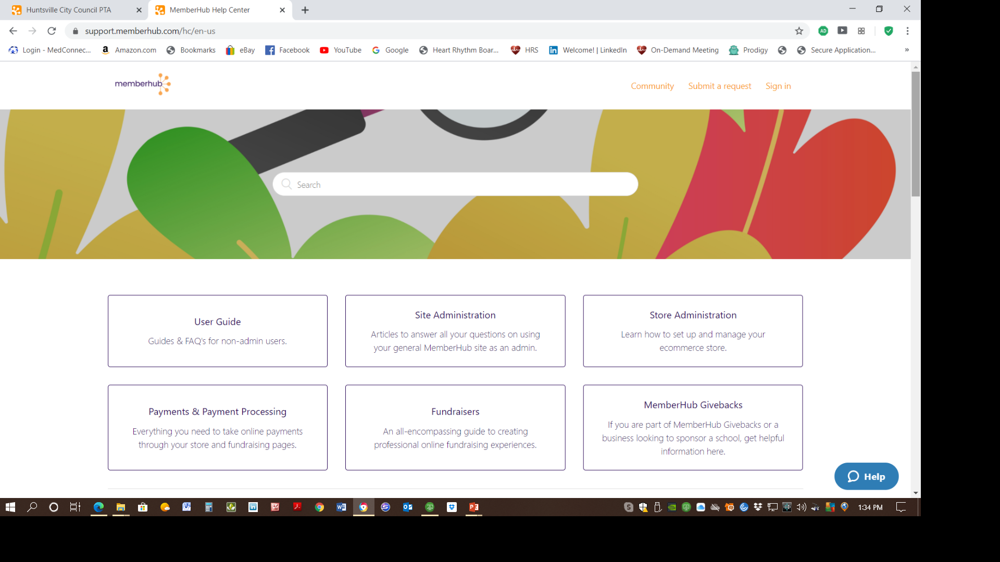 Huntsville City Council PTA
MemberHub Help Center
support.memberhub.com/hc/en-us
Login - MedConnec...
Amazon.com
Bookmarks
eBay
Facebook
YouTube
Google
Heart Rhythm Boar...
HRS
Welcome! | LinkedIn
On-Demand Meeting
Prodigy
Secure Application...
»
memberhub
Community
Submit a request
Sign in
Search
User Guide
Guides & FAQ's for non-admin users.
Site Administration
Articles to answer all your questions on using
your general MemberHub site as an admin.
Store Administration
Learn how to set up and manage your
ecommerce store.
Payments & Payment Processing
Everything you need to take online payments
through your store and fundraising pages.
Fundraisers
An all-encompassing guide to creating
professional online fundraising experiences.
MemberHub Givebacks
If you are part of MemberHub Givebacks or a
business looking to sponsor a school, get helpful
information here.
Help
1:34 PM